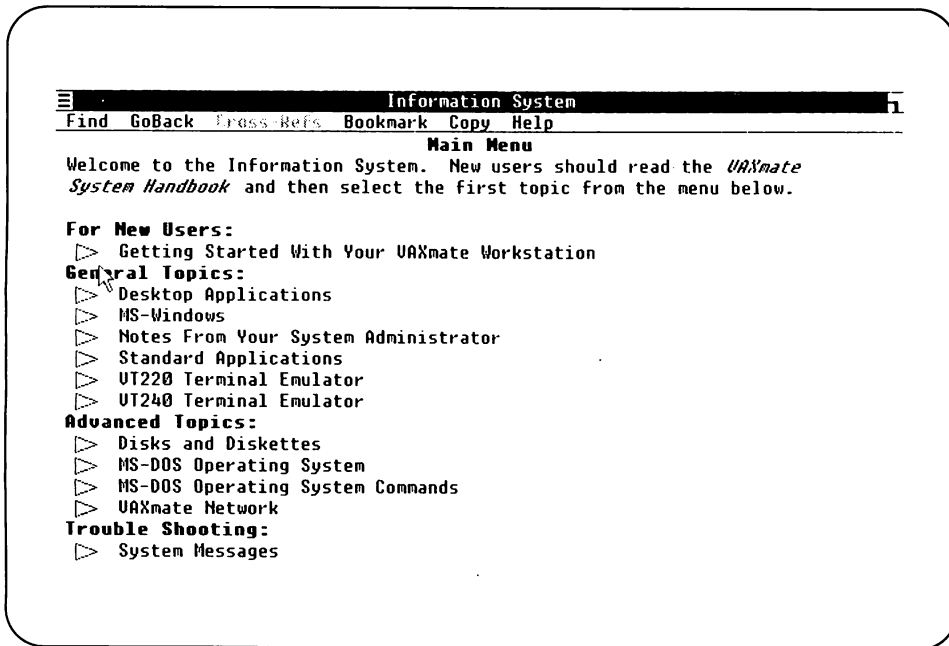 Information System
Find GoBack Cross-Refs Bookmark Copy Help
Main Menu
Welcome to the Information System. New users should read the VAXmate
System Handbook and then select the first topic from the menu below.
For New Users:
Getting Started With Your VAXmate Workstation
General Topics:
Desktop Applications
MS-Windows
Notes From Your System Administrator
Standard Applications
VT220 Terminal Emulator
VT240 Terminal Emulator
Advanced Topics:
Disks and Diskettes
MS-DOS Operating System
MS-DOS Operating System Commands
VAXmate Network
Trouble Shooting:
System Messages